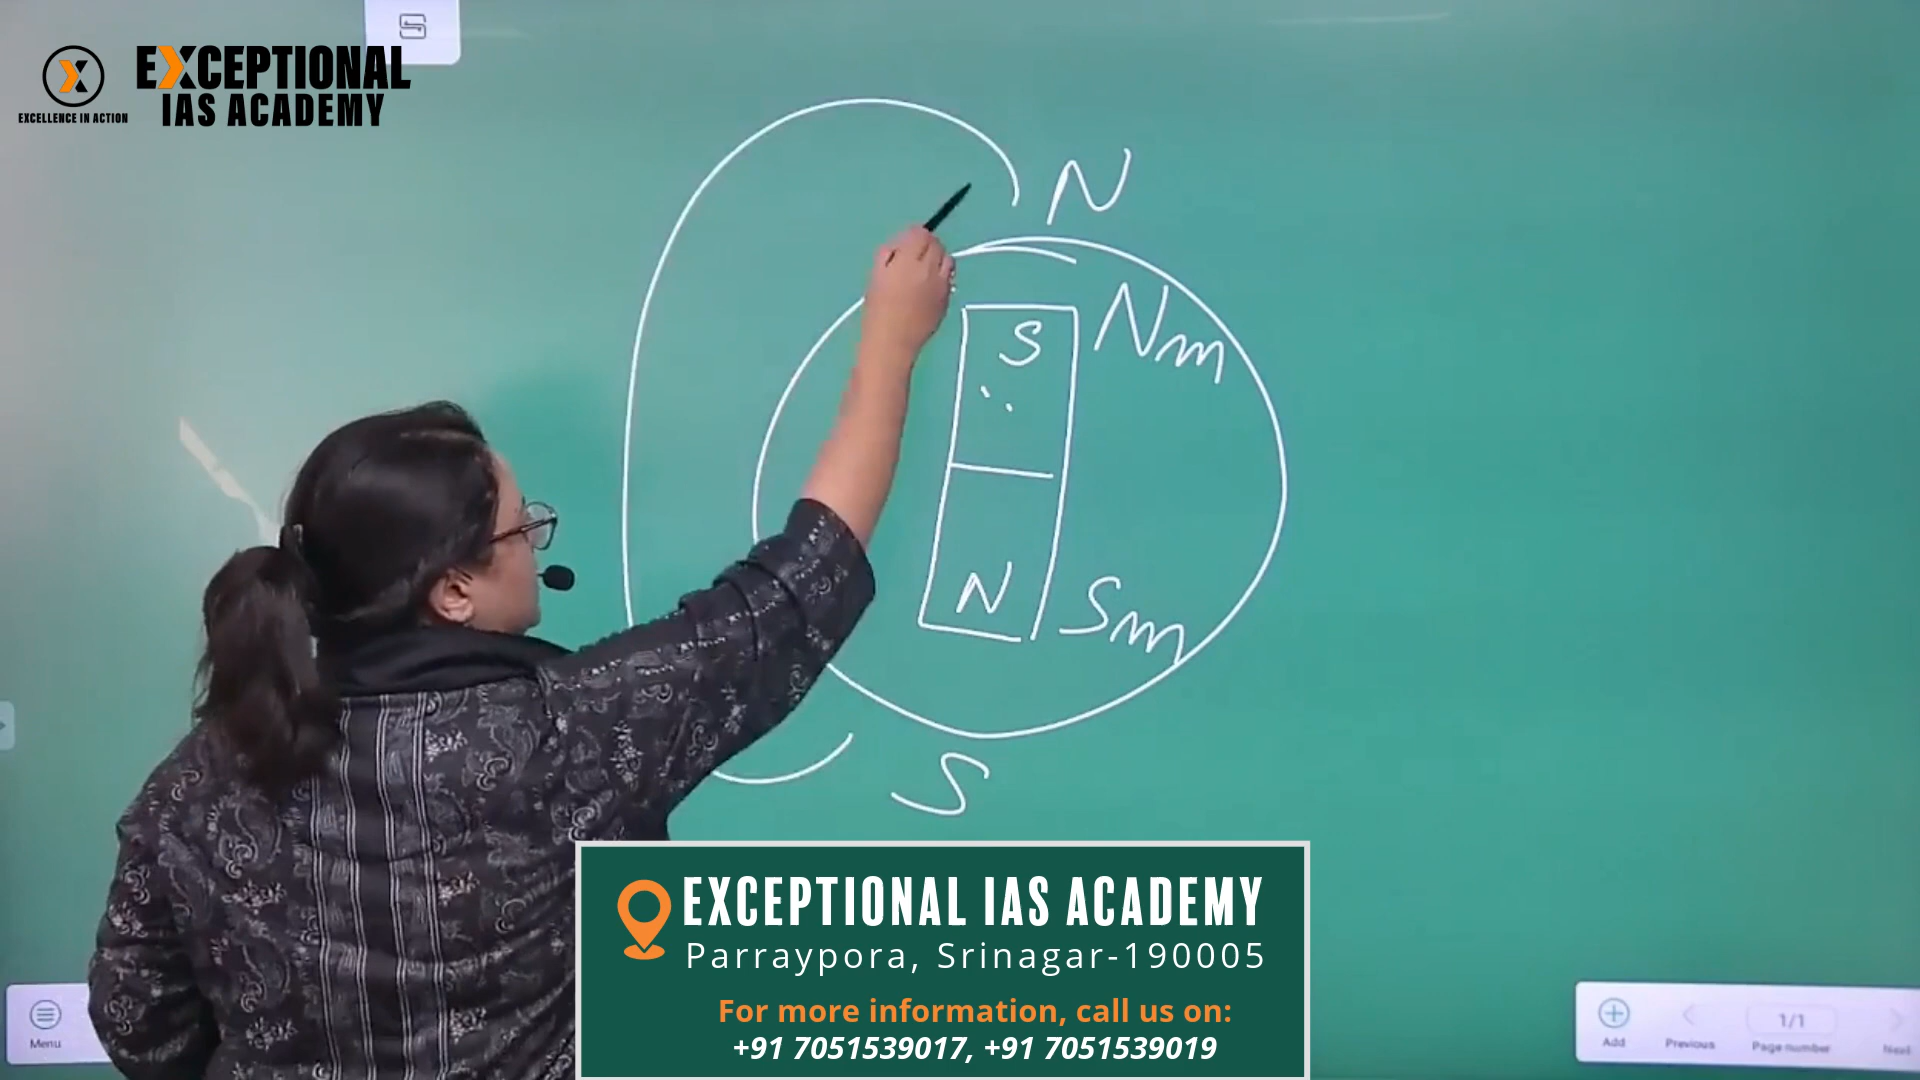 EXCEPTIONAL
IAS ACADEMY
EXCELLENCE IN ACTION
N
S
Nm
N
Sm
S
EXCEPTIONAL IAS ACADEMY
Parraypora, Srinagar-190005
For more information, call us on:
+91 7051539017, +91 7051539019
Menu
Add
Previous
1/1
Page number
Next